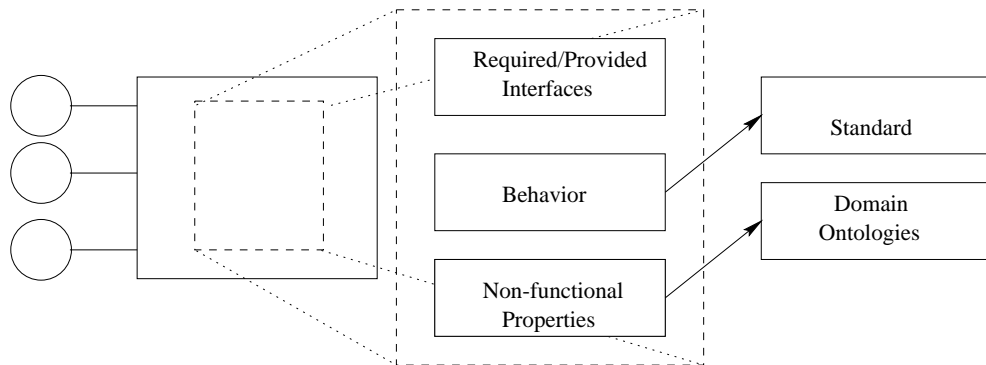 Required/Provided
Interfaces
Behavior
Non-functional
Properties
Standard
Domain
Ontologies